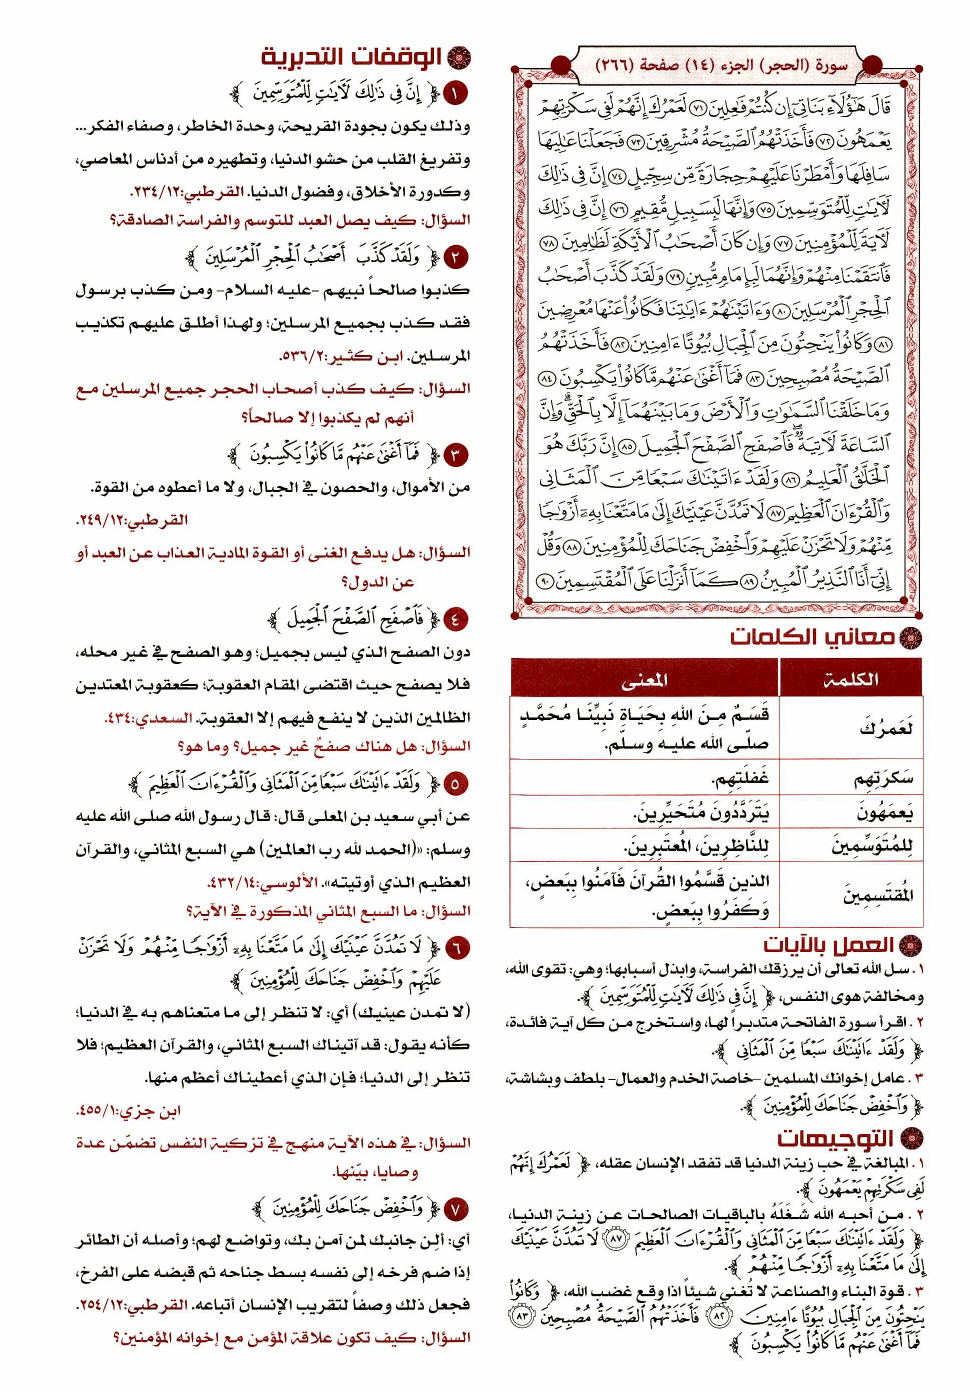 سورة (الحجر) الجزء (١٤) صفحة (٢٦٦)
قَالَ هَٰٓؤُلَآءِ بَنَاتِىٓ إِن كُنتُمْ فَٰعِلِينَ ٧١ لَعَمْرُكَ إِنَّهُمْ لَفِى سَكْرَتِهِمْ
يَعْمَهُونَ ٧٢ فَأَخَذَتْهُمُ ٱلصَّيْحَةُ مُشْرِقِينَ ٧٣ فَجَعَلْنَا عَٰلِيَهَا
سَافِلَهَا وَأَمْطَرْنَا عَلَيْهِمْ حِجَارَةً مِّن سِجِّيلٍ ٧٤ إِنَّ فِى ذَٰلِكَ
لَءَايَٰتٍ لِّلْمُتَوَسِّمِينَ ٧٥ وَإِنَّهَا لَبِسَبِيلٍ مُّقِيمٍ ٧٦ إِنَّ فِى ذَٰلِكَ
لَءَايَةً لِّلْمُؤْمِنِينَ ٧٧ وَإِن كَانَ أَصْحَٰبُ ٱلْأَيْكَةِ لَظَٰلِمِينَ ٧٨
فَٱنتَقَمْنَا مِنْهُمْ وَإِنَّهُمَا لَبِإِمَامٍ مُّبِينٍ ٧٩ وَلَقَدْ كَذَّبَ أَصْحَٰبُ
ٱلْحِجْرِ ٱلْمُرْسَلِينَ ٨٠ وَءَاتَيْنَٰهُمْ ءَايَٰتِنَا فَكَانُوا۟ عَنْهَا مُعْرِضِينَ
٨١ وَكَانُوا۟ يَنْحِتُونَ مِنَ ٱلْجِبَالِ بُيُوتًا ءَامِنِينَ ٨٢ فَأَخَذَتْهُمُ
ٱلصَّيْحَةُ مُصْبِحِينَ ٨٣ فَمَآ أَغْنَىٰ عَنْهُم مَّا كَانُوا۟ يَكْسِبُونَ ٨٤
وَمَا خَلَقْنَا ٱلسَّمَٰوَٰتِ وَٱلْأَرْضَ وَمَا بَيْنَهُمَآ إِلَّا بِٱلْحَقِّ ۗ وَإِنَّ
ٱلسَّاعَةَ لَءَاتِيَةٌ ۖ فَٱصْفَحِ ٱلصَّفْحَ ٱلْجَمِيلَ ٨٥ إِنَّ رَبَّكَ هُوَ
ٱلْخَلَّٰقُ ٱلْعَلِيمُ ٨٦ وَلَقَدْ ءَاتَيْنَٰكَ سَبْعًا مِّنَ ٱلْمَثَانِى
وَٱلْقُرْءَانَ ٱلْعَظِيمَ ٨٧ لَا تَمُدَّنَّ عَيْنَيْكَ إِلَىٰ مَا مَتَّعْنَا بِهِۦٓ أَزْوَٰجًا
مِّنْهُمْ وَلَا تَحْزَنْ عَلَيْهِمْ وَٱخْفِضْ جَنَاحَكَ لِلْمُؤْمِنِينَ ٨٨ وَقُلْ
إِنِّىٓ أَنَا ٱلنَّذِيرُ ٱلْمُبِينُ ٨٩ كَمَآ أَنزَلْنَا عَلَى ٱلْمُقْتَسِمِينَ ٩٠
معاني الكلمات
الكلمة المعنى
لَعَمرُكَ قَسَمٌ مِنَ اللهِ بِحَيَاةِ نَبِيِّنَا مُحَمَّدٍ
صلّى الله عليه وسلّم.
سَكرَتِهِم غَفلَتِهِم.
يَعمَهُونَ يَتَرَدَّدُونَ مُتَحَيِّرِينَ.
لِلمُتَوَسِّمِينَ لِلنَّاظِرِينَ، المُعتَبِرِينَ.
المُقتَسِمِينَ الذين قَسَّمُوا القُرآنَ فَآمَنُوا بِبَعضٍ،
وَكَفَرُوا بِبَعضٍ.
العمل بالآيات
١. سل الله تعالى أن يرزقك الفراسة، وابذل أسبابها؛ وهي: تقوى الله،
ومخالفة هوى النفس، ﴿ إِنَّ فِى ذَٰلِكَ لَءَايَٰتٍ لِّلْمُتَوَسِّمِينَ ﴾.
٢. اقرأ سورة الفاتحة متدبراً لها، واستخرج من كل آية فائدة،
﴿ وَلَقَدْ ءَاتَيْنَٰكَ سَبْعًا مِّنَ ٱلْمَثَانِى ﴾.
٣. عامل إخوانك المسلمين -خاصة الخدم والعمال- بلطف وبشاشة،
﴿ وَٱخْفِضْ جَنَاحَكَ لِلْمُؤْمِنِينَ ﴾.
التوجيهات
١. المبالغة في حب زينة الدنيا قد تفقد الإنسان عقله، ﴿ لَعَمْرُكَ إِنَّهُمْ
لَفِى سَكْرَتِهِمْ يَعْمَهُونَ ﴾.
٢. من أحبه الله شَغَلَهُ بالباقيات الصالحات عن زينة الدنيا،
﴿ وَلَقَدْ ءَاتَيْنَٰكَ سَبْعًا مِّنَ ٱلْمَثَانِى وَٱلْقُرْءَانَ ٱلْعَظِيمَ ٨٧ لَا تَمُدَّنَّ عَيْنَيْكَ
إِلَىٰ مَا مَتَّعْنَا بِهِۦٓ أَزْوَٰجًا مِّنْهُمْ ﴾.
٣. قوة البناء والصناعة لا تُغني شيئاً اذا وقع غضب الله، ﴿ وَكَانُوا۟
يَنْحِتُونَ مِنَ ٱلْجِبَالِ بُيُوتًا ءَامِنِينَ ٨٢ فَأَخَذَتْهُمُ ٱلصَّيْحَةُ مُصْبِحِينَ ٨٣
فَمَآ أَغْنَىٰ عَنْهُم مَّا كَانُوا۟ يَكْسِبُونَ ﴾
الوقفات التدبرية
١ ﴿ إِنَّ فِى ذَٰلِكَ لَءَايَٰتٍ لِّلْمُتَوَسِّمِينَ ﴾
وذلك يكون بجودة القريحة، وحدة الخاطر، وصفاء الفكر...
وتفريغ القلب من حشو الدنيا، وتطهيره من أدناس المعاصي،
وكدورة الأخلاق، وفضول الدنيا. القرطبي:٢٣٤/١٢.
السؤال: كيف يصل العبد للتوسم والفراسة الصادقة؟
٢ ﴿ وَلَقَدْ كَذَّبَ أَصْحَٰبُ ٱلْحِجْرِ ٱلْمُرْسَلِينَ ﴾
كذبوا صالحاً نبيهم -عليه السلام- ومن كذب برسول
فقد كذب بجميع المرسلين؛ ولهذا أطلق عليهم تكذيب
المرسلين. ابن كثير:٥٣٦/٢.
السؤال: كيف كذب أصحاب الحجر جميع المرسلين مع
أنهم لم يكذبوا إلا صالحاً؟
٣ ﴿ فَمَآ أَغْنَىٰ عَنْهُم مَّا كَانُوا۟ يَكْسِبُونَ ﴾
من الأموال، والحصون في الجبال، ولا ما أعطوه من القوة.
القرطبي:٢٤٩/١٢.
السؤال: هل يدفع الغنى أو القوة المادية العذاب عن العبد أو
عن الدول؟
٤ ﴿ فَٱصْفَحِ ٱلصَّفْحَ ٱلْجَمِيلَ ﴾
دون الصفح الذي ليس بجميل؛ وهو الصفح في غير محله،
فلا يصفح حيث اقتضى المقام العقوبة؛ كعقوبة المعتدين
الظالمين الذين لا ينفع فيهم إلا العقوبة. السعدي:٤٣٤.
السؤال: هل هناك صفحٌ غير جميل؟ وما هو؟
٥ ﴿ وَلَقَدْ ءَاتَيْنَٰكَ سَبْعًا مِّنَ ٱلْمَثَانِى وَٱلْقُرْءَانَ ٱلْعَظِيمَ ﴾
عن أبي سعيد بن المعلى قال: قال رسول الله صلى الله عليه
وسلم: «(الحمد لله رب العالمين) هي السبع المثاني، والقرآن
العظيم الذي أوتيته». الألوسي:٤٣٢/١٤.
السؤال: ما السبع المثاني المذكورة في الآية؟
٦ ﴿ لَا تَمُدَّنَّ عَيْنَيْكَ إِلَىٰ مَا مَتَّعْنَا بِهِۦٓ أَزْوَٰجًا مِّنْهُمْ وَلَا تَحْزَنْ
عَلَيْهِمْ وَٱخْفِضْ جَنَاحَكَ لِلْمُؤْمِنِينَ ﴾
(لا تمدن عينيك) أي: لا تنظر إلى ما متعناهم به في الدنيا؛
كأنه يقول: قد آتيناك السبع المثاني، والقرآن العظيم؛ فلا
تنظر إلى الدنيا؛ فإن الذي أعطيناك أعظم منها.
ابن جزي:٤٥٥/١.
السؤال: في هذه الآية منهج في تزكية النفس تضمّن عدة
وصايا، بيّنها.
٧ ﴿ وَٱخْفِضْ جَنَاحَكَ لِلْمُؤْمِنِينَ ﴾
أي: ألِن جانبك لمن آمن بك، وتواضع لهم؛ وأصله أن الطائر
إذا ضم فرخه إلى نفسه بسط جناحه ثم قبضه على الفرخ،
فجعل ذلك وصفاً لتقريب الإنسان أتباعه. القرطبي:٢٥٤/١٢.
السؤال: كيف تكون علاقة المؤمن مع إخوانه المؤمنين؟